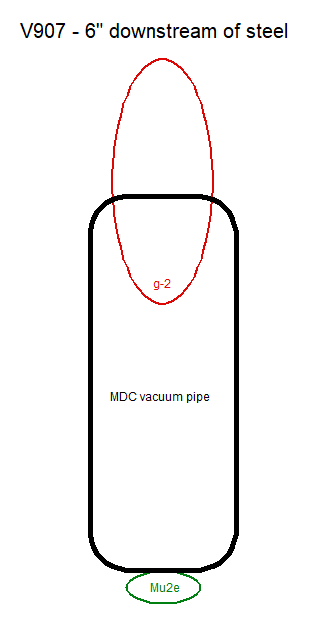 V907 - 6" downstream of steel
g-2
MDC vacuum pipe
Mu2e